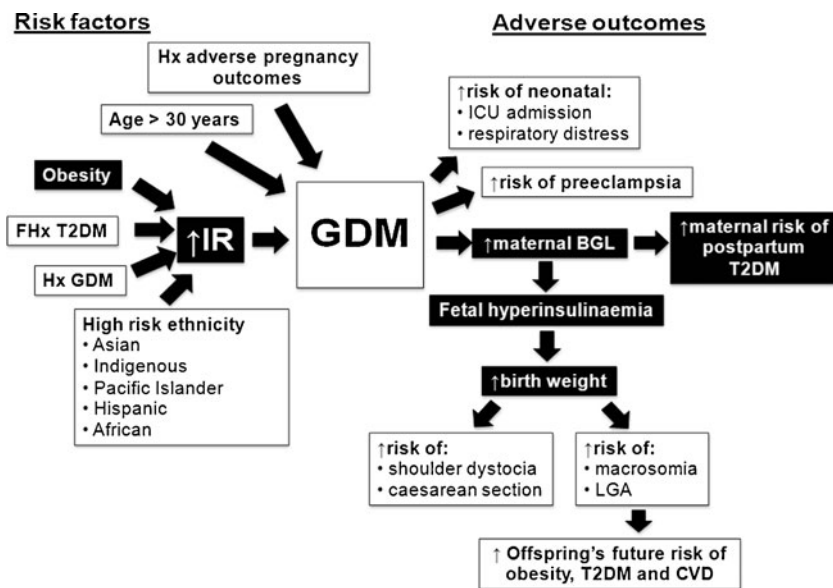 Risk factors
Adverse outcomes
Hx adverse pregnancy
outcomes
Age > 30 years
Obesity
FHx T2DM
Hx GDM
↑IR
High risk ethnicity
• Asian
• Indigenous
• Pacific Islander
• Hispanic
• African
GDM
↑risk of neonatal:
• ICU admission
• respiratory distress
↑risk of preeclampsia
↑maternal BGL
↑maternal risk of
postpartum
T2DM
Fetal hyperinsulinaemia
↑birth weight
↑risk of:
• shoulder dystocia
• caesarean section
↑risk of:
• macrosomia
• LGA
↑ Offspring's future risk of
obesity, T2DM and CVD